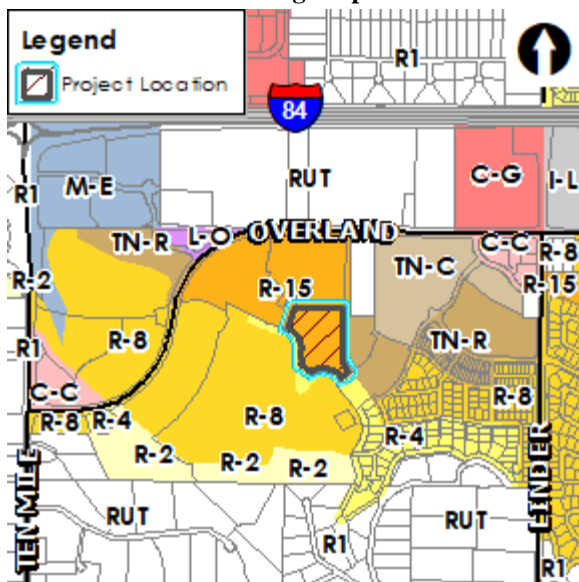 Legend
Project Location
R1
84
RUT
C-G
I-L
M-E
R1
L-O
OVERLAND
C-C
R-8
TN-R
TN-C
R-2
R-15
R-15
R1
R-8
TN-R
C-C
R-8
R-8
R-4
R-8
R-4
R-2
R-2
R-2
TEN MILE
RUT
RUT
LINDER
R1
R1